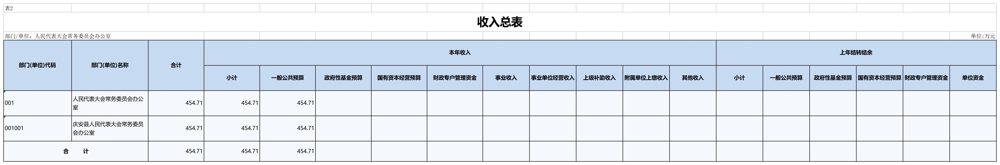 表2
收入总表
部门/单位：人民代表大会常务委员会办公室 单位:万元
部门(单位)代码 部门(单位)名称 合计 本年收入 上年结转结余
小计 一般公共预算 政府性基金预算 国有资本经营预算 财政专户管理资金 事业收入 事业单位经营收入 上级补助收入 附属单位上缴收入 其他收入 小计 一般公共预算 政府性基金预算 国有资本经营预算 财政专户管理资金 单位资金
001 人民代表大会常务委员会办公 454.71 454.71 454.71
室
001001 庆安县人民代表大会常务委员 454.71 454.71 454.71
会办公室
合 计 454.71 454.71 454.71